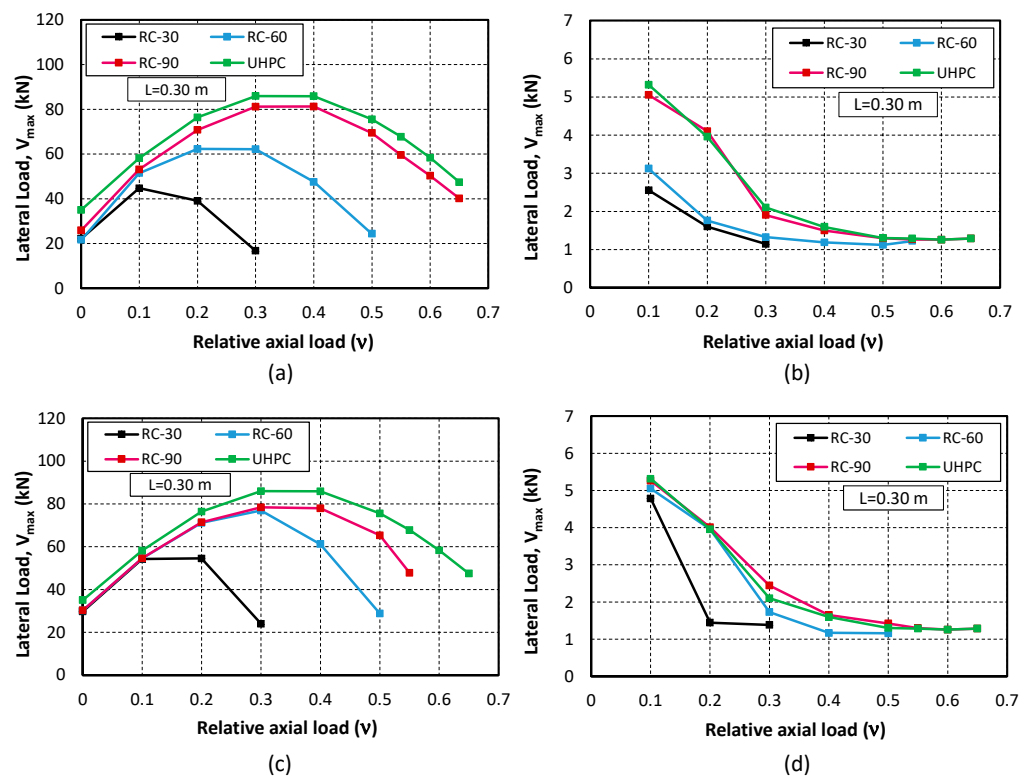 120
100
80
60
40
20
0
Lateral Load, Vmax (kN)
RC-30 RC-60
RC-90 UHPC
L=0.30 m
0 0.1 0.2 0.3 0.4 0.5 0.6 0.7
Relative axial load (ν)
(a)
7
6
5
4
3
2
1
0
Lateral Load, Vmax (kN)
RC-30 RC-60
RC-90 UHPC
L=0.30 m
0 0.1 0.2 0.3 0.4 0.5 0.6 0.7
Relative axial load (ν)
(b)
120
100
80
60
40
20
0
Lateral Load, Vmax (kN)
RC-30 RC-60
RC-90 UHPC
L=0.30 m
0 0.1 0.2 0.3 0.4 0.5 0.6 0.7
Relative axial load (ν)
(c)
7
6
5
4
3
2
1
0
Lateral Load, Vmax (kN)
RC-30 RC-60
RC-90 UHPC
L=0.30 m
0 0.1 0.2 0.3 0.4 0.5 0.6 0.7
Relative axial load (ν)
(d)